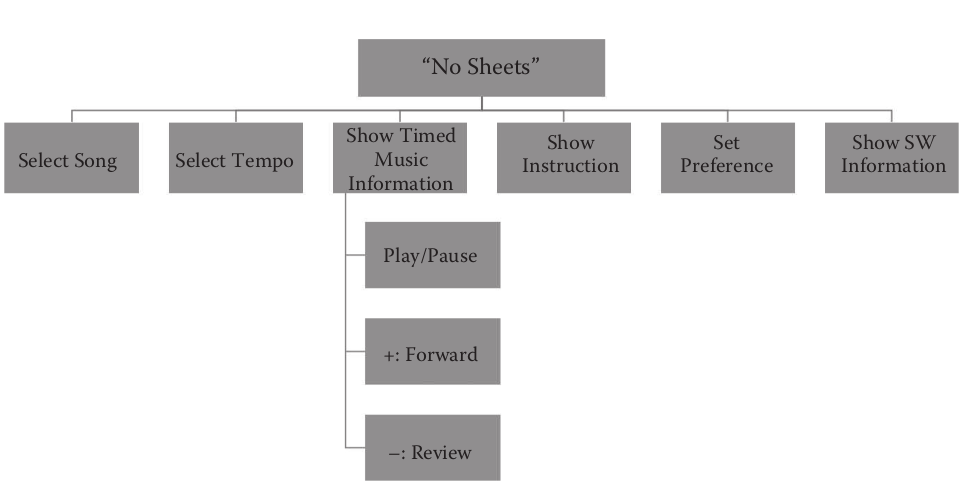 “No Sheets”
Select Song
Select Tempo
Show Timed
Music
Information
Show
Instruction
Set
Preference
Show SW
Information
Play/Pause
+: Forward
–: Review